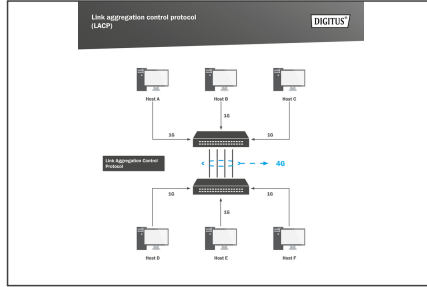 Link aggregation control protocol
(LACP)
DIGITUS®
Host A
Host B
Host C
1G
1G
1G
Link Aggregation Control
Protocol
4G
1G
1G
1G
Host D
Host E
Host F